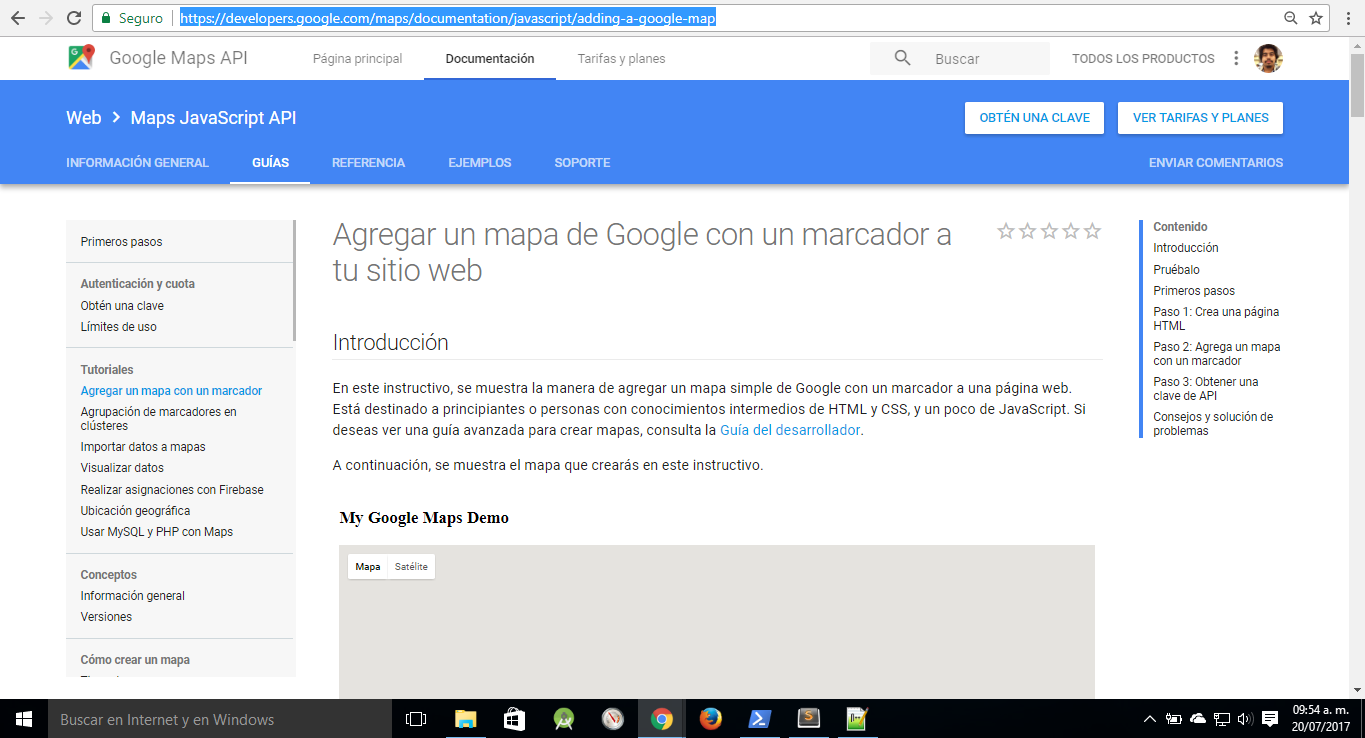 Seguro
https://developers.google.com/maps/documentation/javascript/adding-a-google-map
Google Maps API
Página principal
Documentación
Tarifas y planes
Buscar
TODOS LOS PRODUCTOS
Web
Maps JavaScript API
OBTÉN UNA CLAVE
VER TARIFAS Y PLANES
INFORMACIÓN GENERAL
GUÍAS
REFERENCIA
EJEMPLOS
SOPORTE
ENVIAR COMENTARIOS
Primeros pasos
Autenticación y cuota
Obtén una clave
Límites de uso
Tutoriales
Agregar un mapa con un marcador
Agrupación de marcadores en
clústeres
Importar datos a mapas
Visualizar datos
Realizar asignaciones con Firebase
Ubicación geográfica
Usar MySQL y PHP con Maps
Conceptos
Información general
Versiones
Cómo crear un mapa
Agregar un mapa de Google con un marcador a
tu sitio web
Introducción
En este instructivo, se muestra la manera de agregar un mapa simple de Google con un marcador a una página web.
Está destinado a principiantes o personas con conocimientos intermedios de HTML y CSS, y un poco de JavaScript. Si
deseas ver una guía avanzada para crear mapas, consulta la Guía del desarrollador.
A continuación, se muestra el mapa que crearás en este instructivo.
My Google Maps Demo
Mapa
Satélite
Contenido
Introducción
Pruébalo
Primeros pasos
Paso 1: Crea una página
HTML
Paso 2: Agrega un mapa
con un marcador
Paso 3: Obtener una
clave de API
Consejos y solución de
problemas
Buscar en Internet y en Windows
09:54 a. m.
20/07/2017